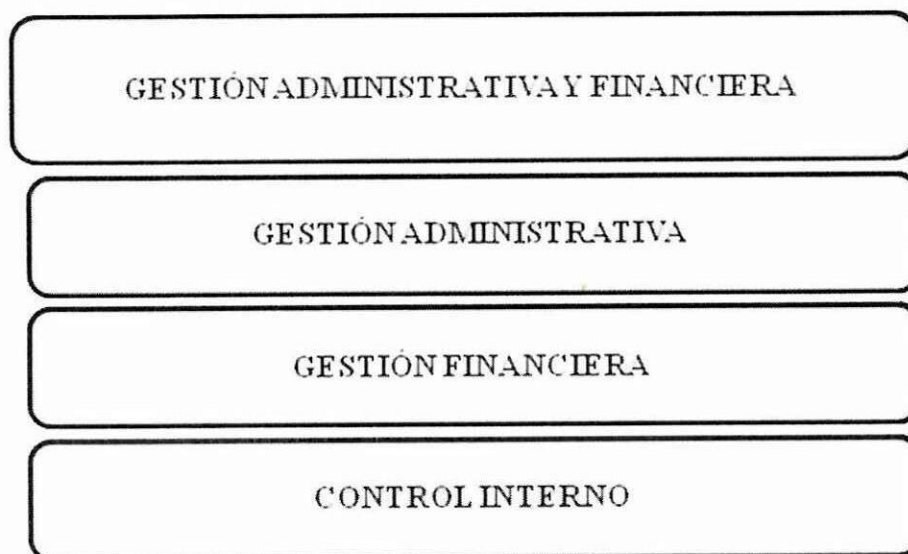 GESTIÓN ADMINISTRATIVA Y FINANCIERA
GESTIÓN ADMINISTRATIVA
GESTIÓN FINANCIERA
CONTROL INTERNO